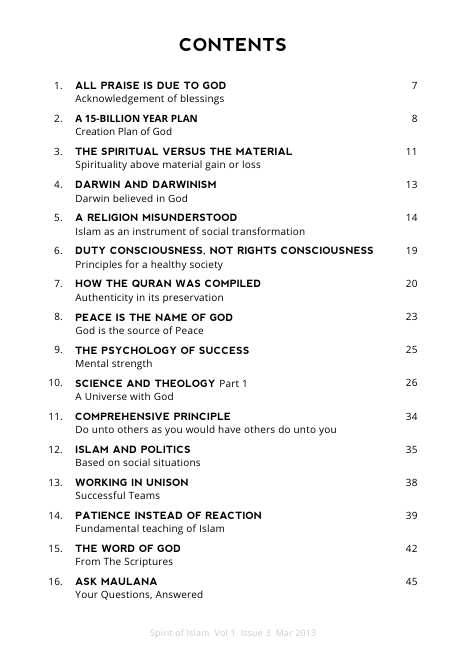 CONTENTS
1. ALL PRAISE IS DUE TO GOD 7
Acknowledgement of blessings
2. A 15-BILLION YEAR PLAN 8
Creation Plan of God
3. THE SPIRITUAL VERSUS THE MATERIAL 11
Spirituality above material gain or loss
4. DARWIN AND DARWINISM 13
Darwin believed in God
5. A RELIGION MISUNDERSTOOD 14
Islam as an instrument of social transformation
6. DUTY CONSCIOUSNESS, NOT RIGHTS CONSCIOUSNESS 19
Principles for a healthy society
7. HOW THE QURAN WAS COMPILED 20
Authenticity in its preservation
8. PEACE IS THE NAME OF GOD 23
God is the source of Peace
9. THE PSYCHOLOGY OF SUCCESS 25
Mental strength
10. SCIENCE AND THEOLOGY Part 1 26
A Universe with God
11. COMPREHENSIVE PRINCIPLE 34
Do unto others as you would have others do unto you
12. ISLAM AND POLITICS 35
Based on social situations
13. WORKING IN UNISON 38
Successful Teams
14. PATIENCE INSTEAD OF REACTION 39
Fundamental teaching of Islam
15. THE WORD OF GOD 42
From The Scriptures
16. ASK MAULANA 45
Your Questions, Answered
Spirit of Islam Vol 1 Issue 3 Mar 2013